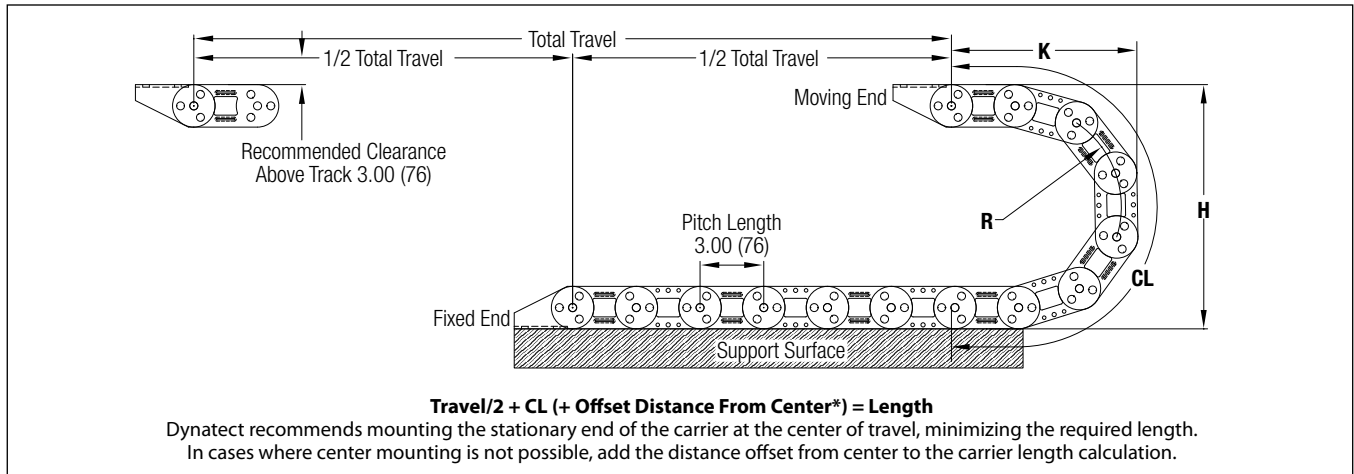 Total Travel
1/2 Total Travel
1/2 Total Travel
K
Moving End
Recommended Clearance
Above Track 3.00 (76)
R
H
Pitch Length
3.00 (76)
CL
Fixed End
Support Surface
Travel/2 + CL (+ Offset Distance From Center*) = Length
Dynatect recommends mounting the stationary end of the carrier at the center of travel, minimizing the required length.
In cases where center mounting is not possible, add the distance offset from center to the carrier length calculation.